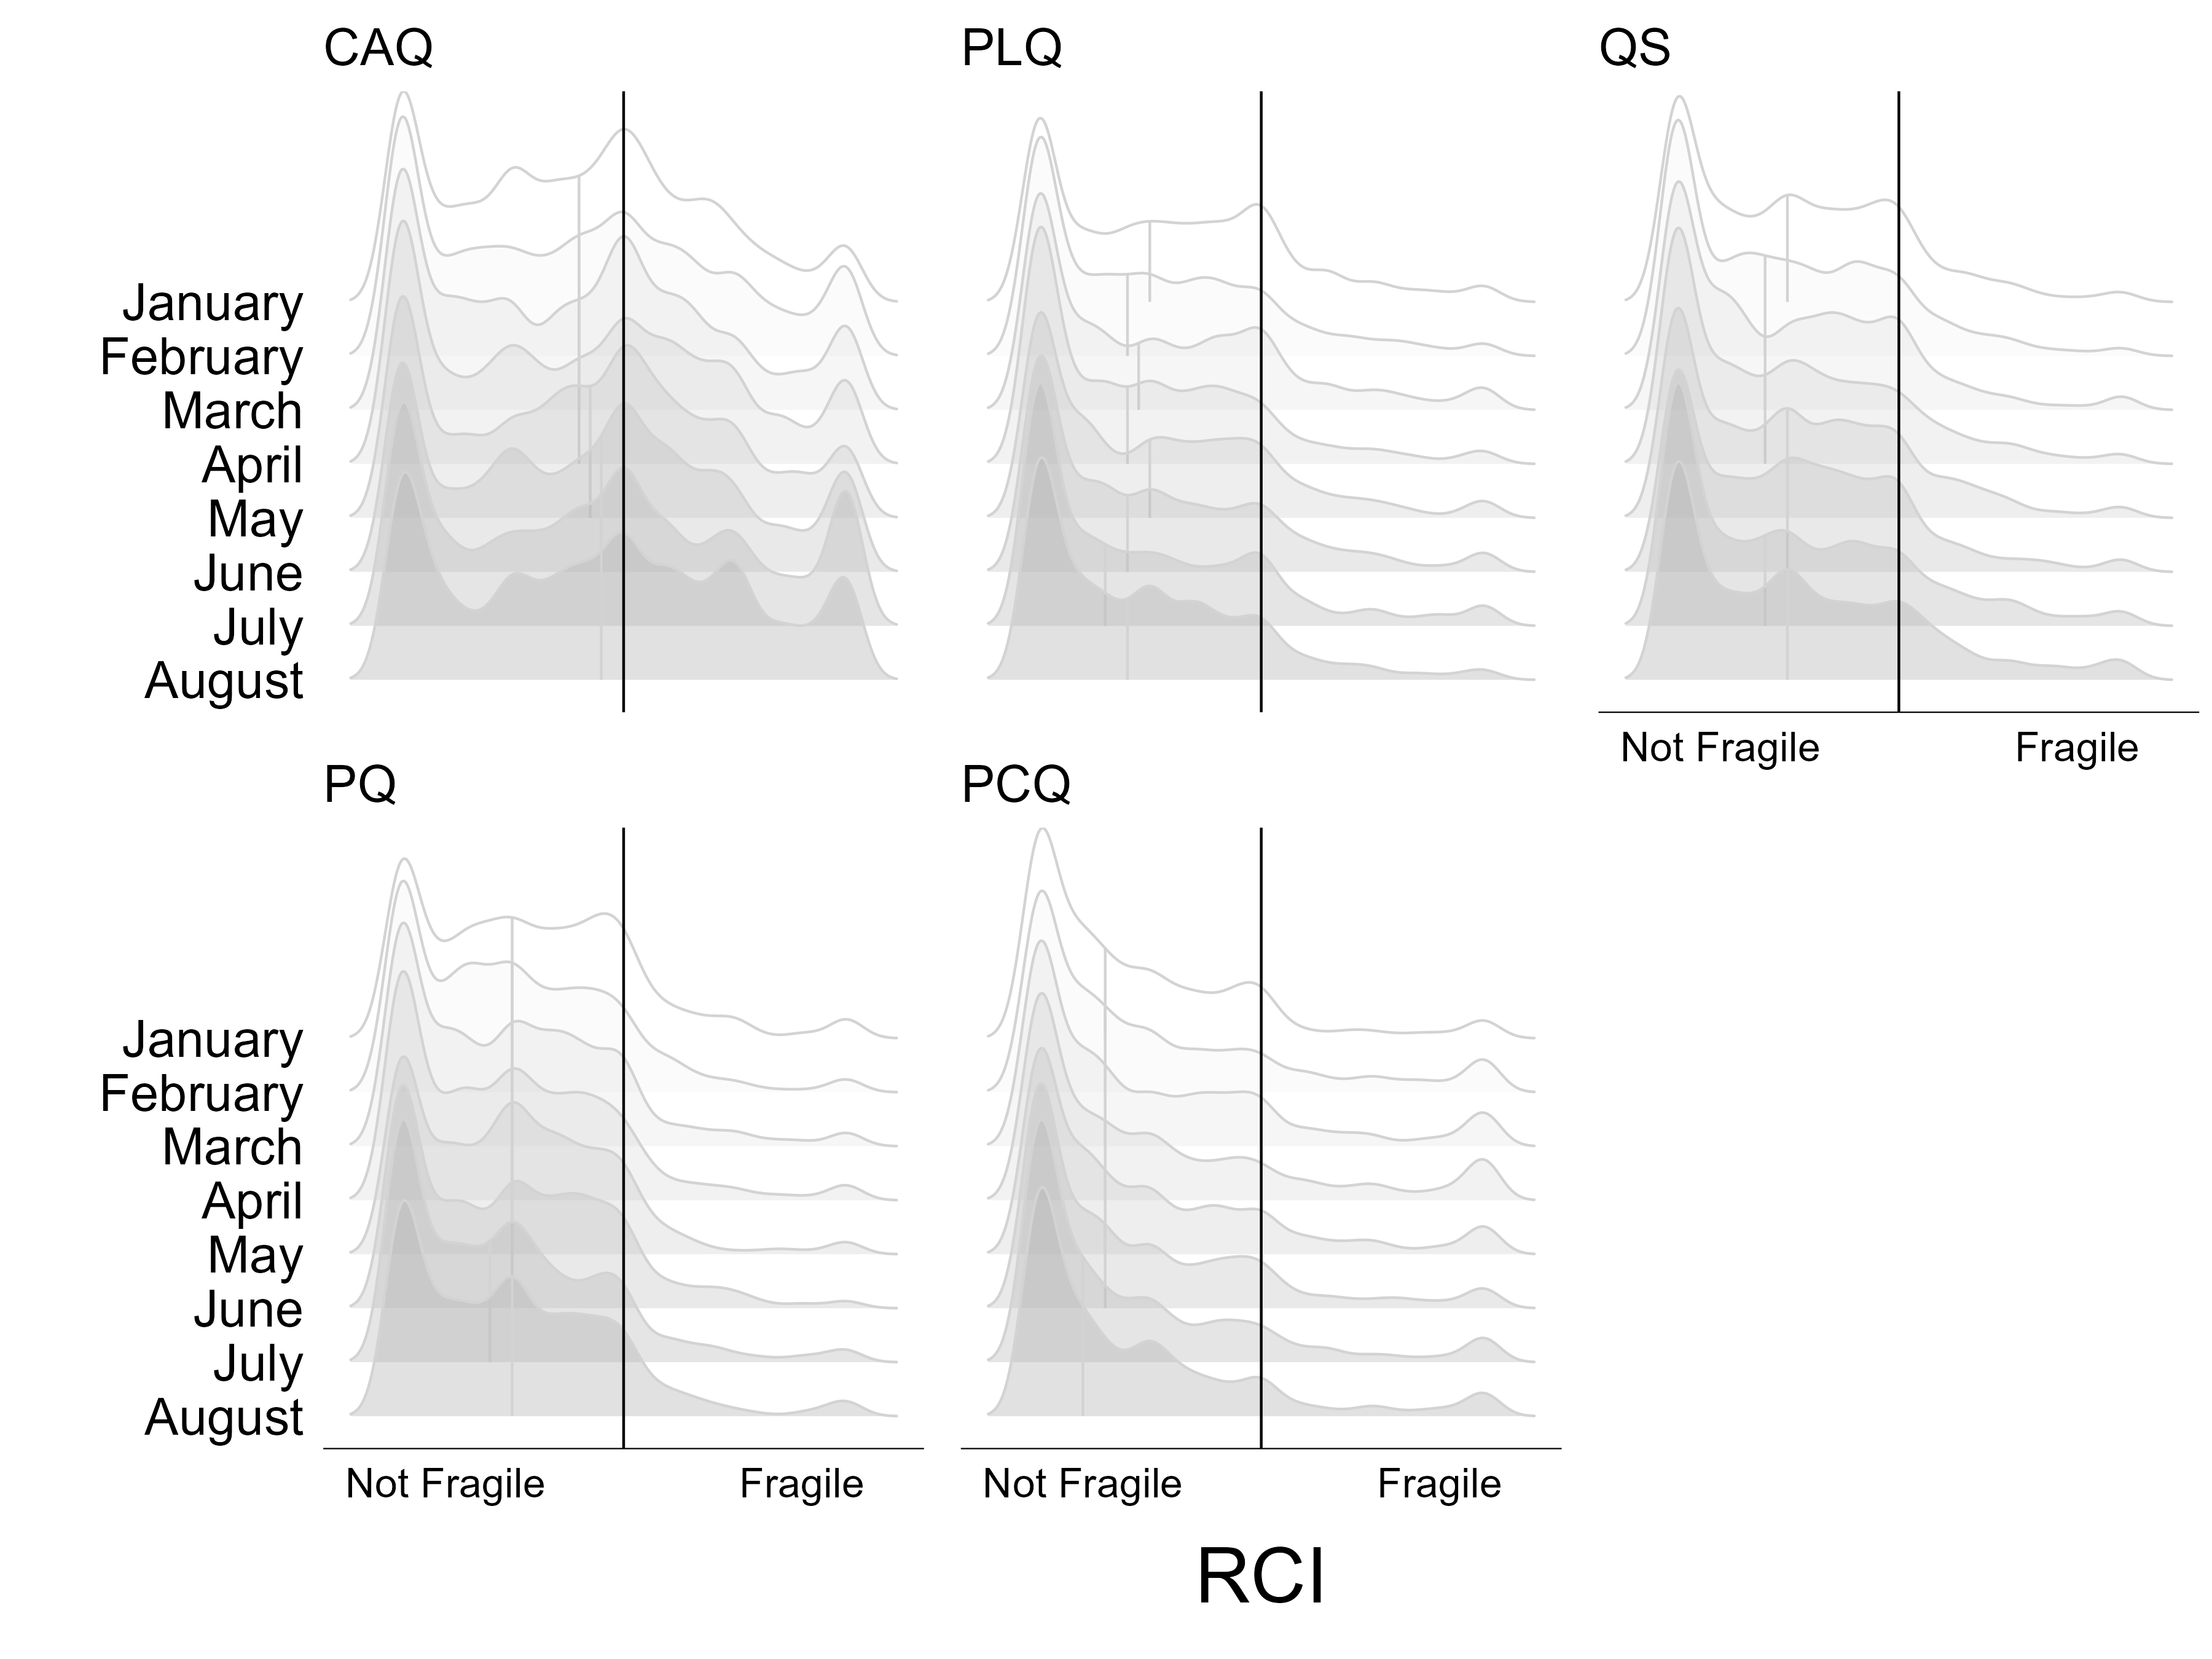 CAQ
PLQ
QS
January
February
March
April
May
June
July
August
Not Fragile
Fragile
PQ
PCQ
January
February
March
April
May
June
July
August
Not Fragile
Fragile
Not Fragile
Fragile
RCI